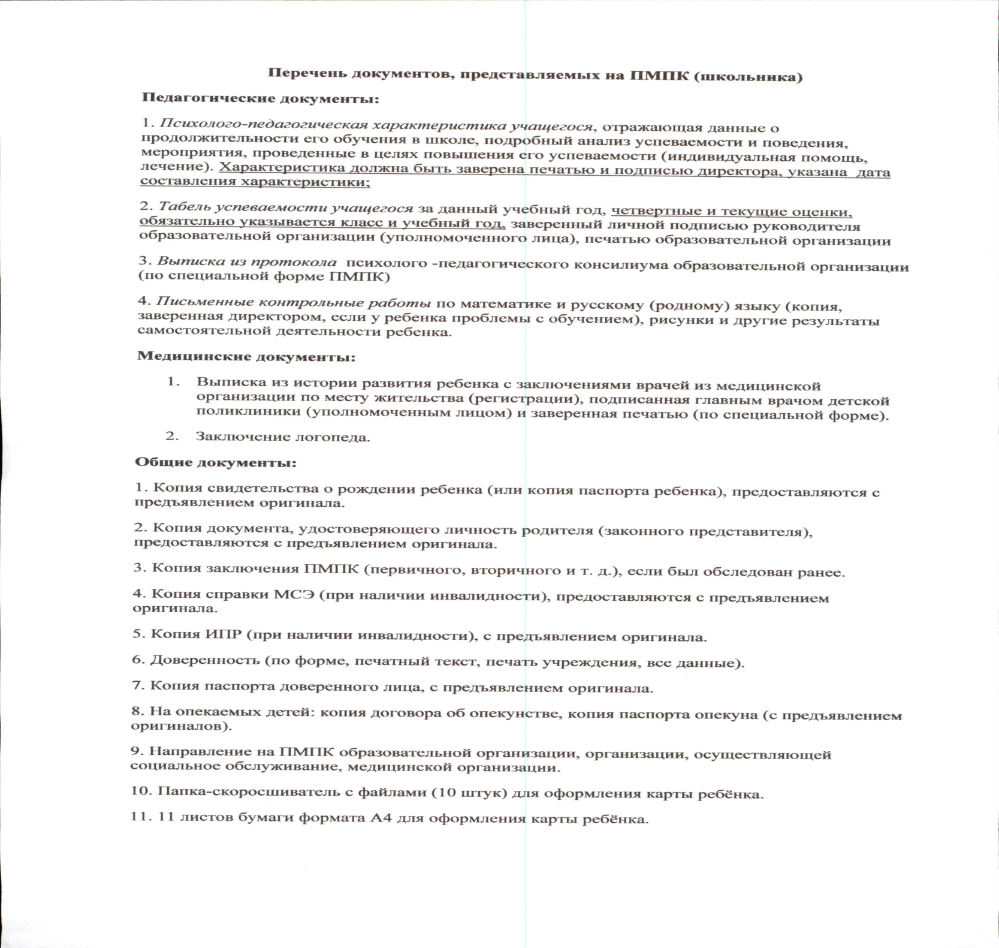 Перечень документов, представляемых на ПМПК (школьника)
Педагогические документы:
1. Психолого-педагогическая характеристика учащегося, отражающая данные о
продолжительности его обучения в школе, подробный анализ успеваемости и поведения,
мероприятия, проведенные в целях повышения его успеваемости (индивидуальная помощь,
лечение). Характеристика должна быть заверена печатью и подписью директора, указана дата
составления характеристики;
2. Табель успеваемости учащегося за данный учебный год, четвертные и текущие оценки,
обязательно указывается класс и учебный год, заверенный личной подписью руководителя
образовательной организации (уполномоченного лица), печатью образовательной организации
3. Выписка из протокола психолого -педагогического консилиума образовательной организации
(по специальной форме ПМПК)
4. Письменные контрольные работы по математике и русскому (родному) языку (копия,
заверенная директором, если у ребенка проблемы с обучением), рисунки и другие результаты
самостоятельной деятельности ребенка.
Медицинские документы:
1. Выписка из истории развития ребенка с заключениями врачей из медицинской
организации по месту жительства (регистрации), подписанная главным врачом детской
поликлиники (уполномоченным лицом) и заверенная печатью (по специальной форме).
2. Заключение логопеда.
Общие документы:
1. Копия свидетельства о рождении ребенка (или копия паспорта ребенка), предоставляются с
предъявлением оригинала.
2. Копия документа, удостоверяющего личность родителя (законного представителя),
предоставляются с предъявлением оригинала.
3. Копия заключения ПМПК (первичного, вторичного и т. д.), если был обследован ранее.
4. Копия справки МСЭ (при наличии инвалидности), предоставляются с предъявлением
оригинала.
5. Копия ИПР (при наличии инвалидности), с предъявлением оригинала.
6. Доверенность (по форме, печатный текст, печать учреждения, все данные).
7. Копия паспорта доверенного лица, с предъявлением оригинала.
8. На опекаемых детей: копия договора об опекунстве, копия паспорта опекуна (с предъявлением
оригиналов).
9. Направление на ПМПК образовательной организации, организации, осуществляющей
социальное обслуживание, медицинской организации.
10. Папка-скоросшиватель с файлами (10 штук) для оформления карты ребёнка.
11. 11 листов бумаги формата А4 для оформления карты ребёнка.